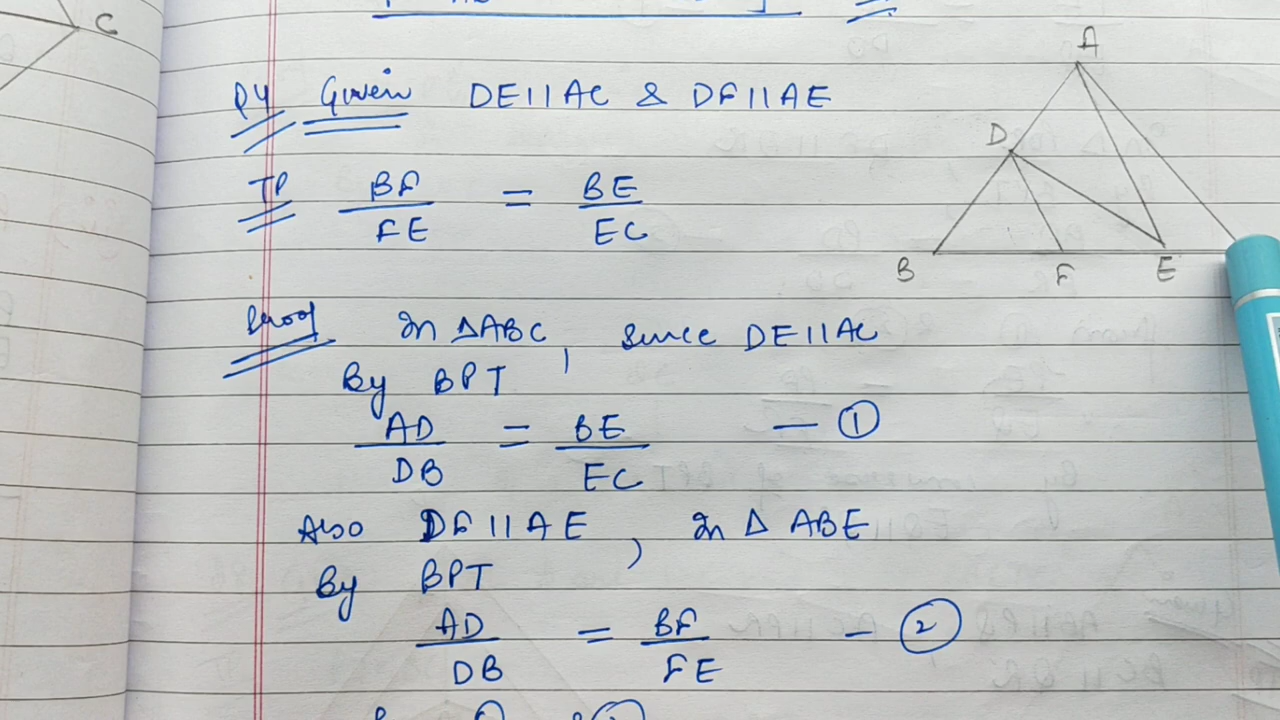 C
Q4 Given DE || AC & DF || AE
TP BF/FE = BE/EC
Proof In △ABC, Since DE || AC
By BPT
AD/DB = BE/EC — ①
Also DF || AE, In △ ABE
By BPT
AD/DB = BF/FE — ②
A
D
B F E